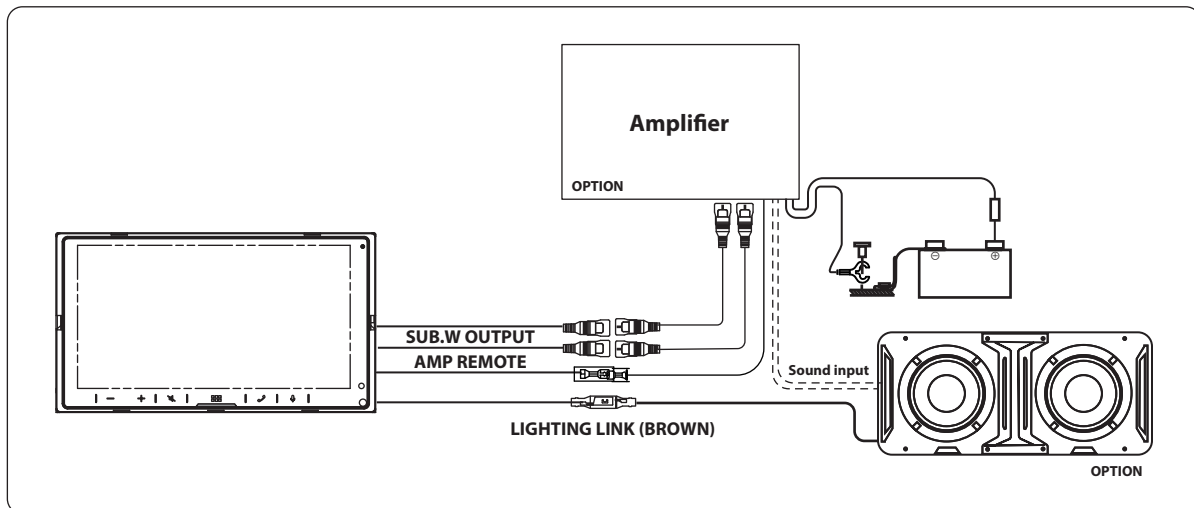 Amplifier
OPTION
SUB.W OUTPUT
AMP REMOTE
Sound input
LIGHTING LINK (BROWN)
OPTION